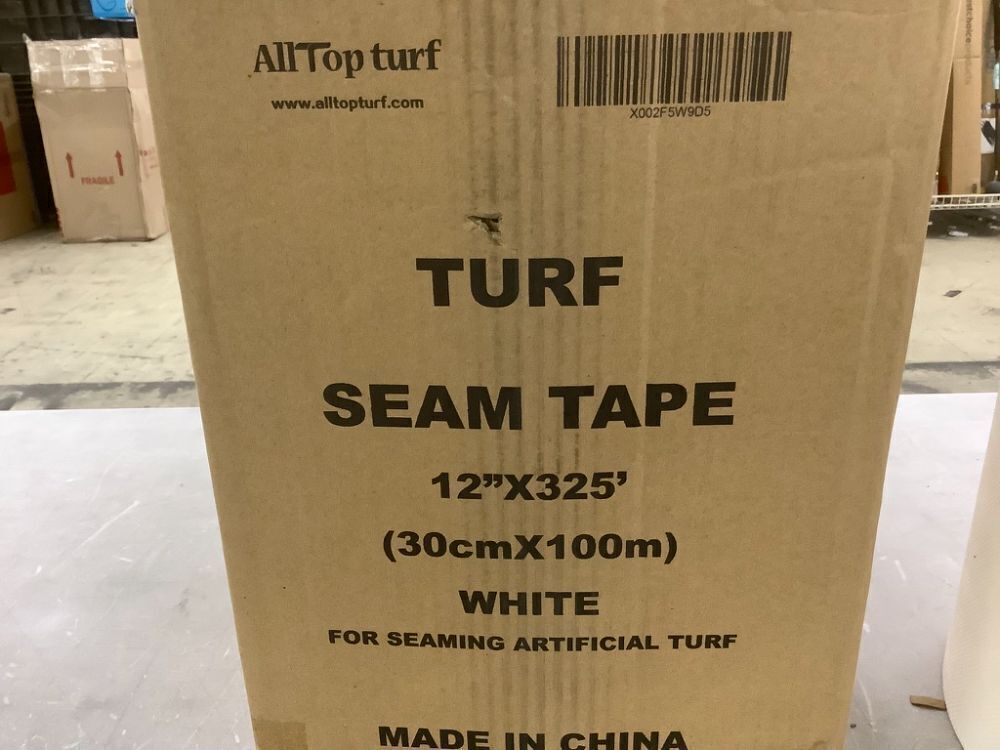 AllTop turf
www.alltopturf.com
X002F5W9D5
TURF
SEAM TAPE
12”X325’
(30cmX100m)
WHITE
FOR SEAMING ARTIFICIAL TURF
MADE IN CHINA
FRAGILE